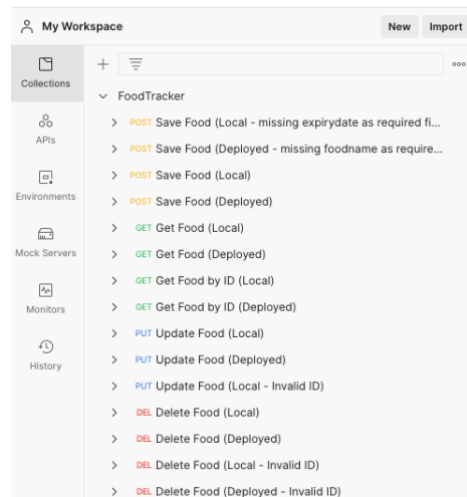 My Workspace
New
Import
Collections
APIs
Environments
Mock Servers
Monitors
History
FoodTracker
POST Save Food (Local - missing expirydate as required fi...
POST Save Food (Deployed - missing foodname as require...
POST Save Food (Local)
POST Save Food (Deployed)
GET Get Food (Local)
GET Get Food (Deployed)
GET Get Food by ID (Local)
GET Get Food by ID (Deployed)
PUT Update Food (Local)
PUT Update Food (Deployed)
PUT Update Food (Local - Invalid ID)
DEL Delete Food (Local)
DEL Delete Food (Deployed)
DEL Delete Food (Local - Invalid ID)
DEL Delete Food (Deployed - Invalid ID)